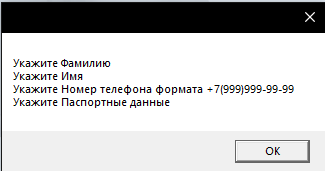 Укажите Фамилию
Укажите Имя
Укажите Номер телефона формата +7(999)999-99-99
Укажите Паспортные данные
OK